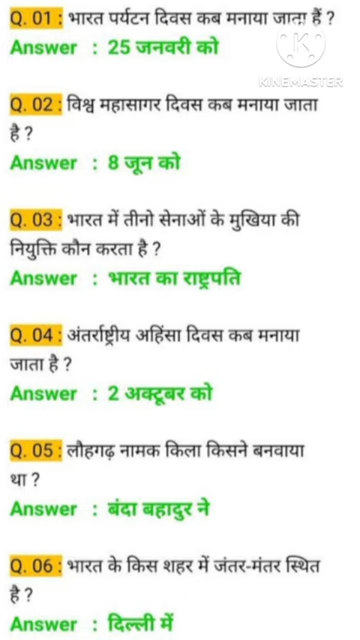 Q. 01 : भारत पर्यटन दिवस कब मनाया जाता हैं ?
Answer : 25 जनवरी को
KINEMASTER
Q. 02 : विश्व महासागर दिवस कब मनाया जाता
है ?
Answer : 8 जून को
Q. 03 : भारत में तीनो सेनाओं के मुखिया की
नियुक्ति कौन करता है ?
Answer : भारत का राष्ट्रपति
Q. 04 : अंतर्राष्ट्रीय अहिंसा दिवस कब मनाया
जाता है ?
Answer : 2 अक्टूबर को
Q. 05 : लौहगढ़ नामक किला किसने बनवाया
था ?
Answer : बंदा बहादुर ने
Q. 06 : भारत के किस शहर में जंतर-मंतर स्थित
है ?
Answer : दिल्ली में